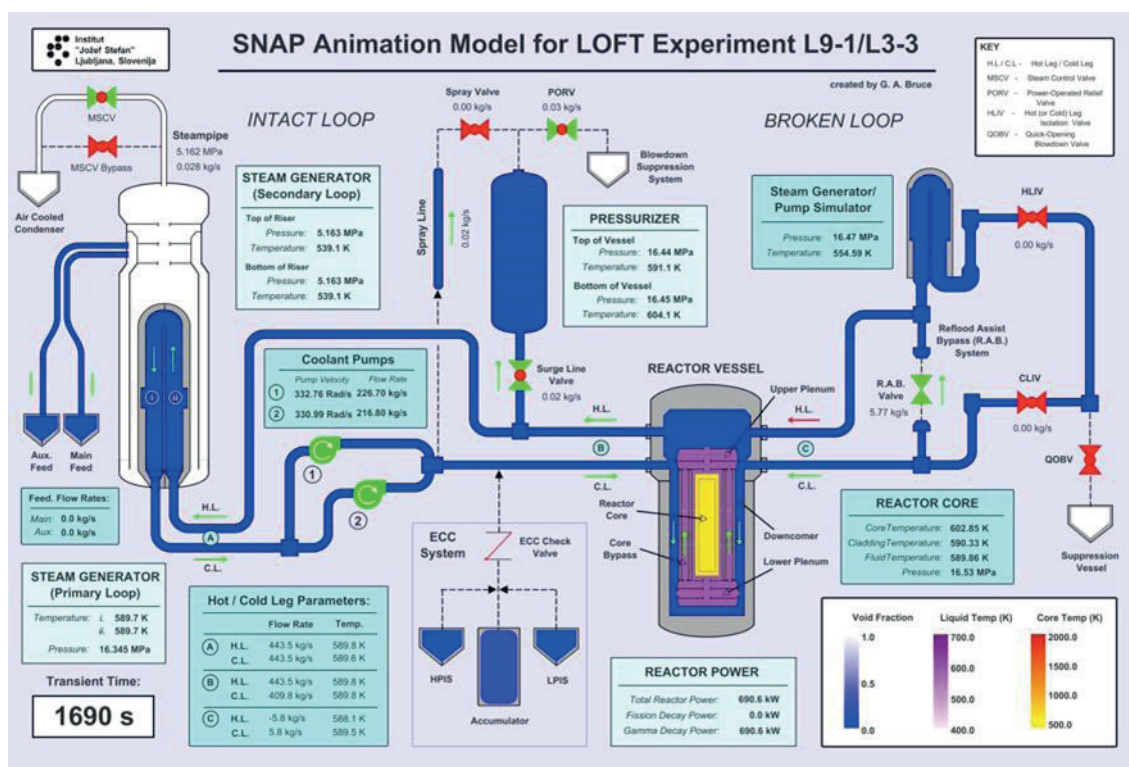 Institut
"Jožef Stefan"
Ljubljana, Slovenija
SNAP Animation Model for LOFT Experiment L9-1/L3-3
created by G. A. Bruce
KEY
H.L / C.L - Hot Leg / Cold Leg
MSCV - Steam Control Valve
PORV - Power-Operated Relief
Valve
HLIV - Hot (or Cold) Leg
Isolation Valve
QOBV - Quick-Opening
Blowdown Valve
INTACT LOOP
BROKEN LOOP
MSCV
MSCV Bypass
Steampipe
5.162 MPa
0.028 kg/s
Air Cooled
Condenser
Spray Valve
0.00 kg/s
PORV
0.03 kg/s
Blowdown
Suppression
System
Spray Line
0.02 kg/s
STEAM GENERATOR
(Secondary Loop)
Top of Riser
Pressure: 5.163 MPa
Temperature: 539.1 K
Bottom of Riser
Pressure: 5.163 MPa
Temperature: 539.1 K
PRESSURIZER
Top of Vessel
Pressure: 16.44 MPa
Temperature: 591.1 K
Bottom of Vessel
Pressure: 16.45 MPa
Temperature: 604.1 K
Steam Generator/
Pump Simulator
Pressure: 16.47 MPa
Temperature: 554.59 K
HLIV
0.00 kg/s
Reflood Assist
Bypass (R.A.B.)
System
R.A.B.
Valve
5.77 kg/s
CLIV
0.00 kg/s
QOBV
Suppression
Vessel
Coolant Pumps
Pump Velocity Flow Rate
1 332.76 Rad/s 226.70 kg/s
2 330.99 Rad/s 216.80 kg/s
Surge Line
Valve
0.02 kg/s
REACTOR VESSEL
Upper Plenum
H.L.
B
C.L.
H.L.
C
C.L.
Reactor
Core
Core
Bypass
Downcomer
Lower Plenum
i ii
Aux.
Feed
Main
Feed
1
2
H.L.
A
C.L.
Feed. Flow Rates:
Main: 0.0 kg/s
Aux: 0.0 kg/s
STEAM GENERATOR
(Primary Loop)
Temperature: i. 589.7 K
ii. 589.7 K
Pressure: 16.345 MPa
Transient Time:
1690 s
Hot / Cold Leg Parameters:
Flow Rate Temp.
A H.L. 443.5 kg/s 589.8 K
C.L. 443.5 kg/s 589.6 K
B H.L. 443.5 kg/s 589.8 K
C.L. 409.8 kg/s 589.8 K
C H.L. -5.8 kg/s 588.1 K
C.L. 5.8 kg/s 589.5 K
ECC
System
ECC Check
Valve
HPIS
Accumulator
LPIS
REACTOR CORE
CoreTemperature: 602.85 K
CladdingTemperature: 590.33 K
FluidTemperature: 589.86 K
Pressure: 16.53 MPa
REACTOR POWER
Total Reactor Power: 690.6 kW
Fission Decay Power: 0.0 kW
Gamma Decay Power: 690.6 kW
Void Fraction Liquid Temp (K) Core Temp (K)
1.0 700.0 2000.0
600.0 1500.0
0.5
500.0 1000.0
0.0 400.0 500.0